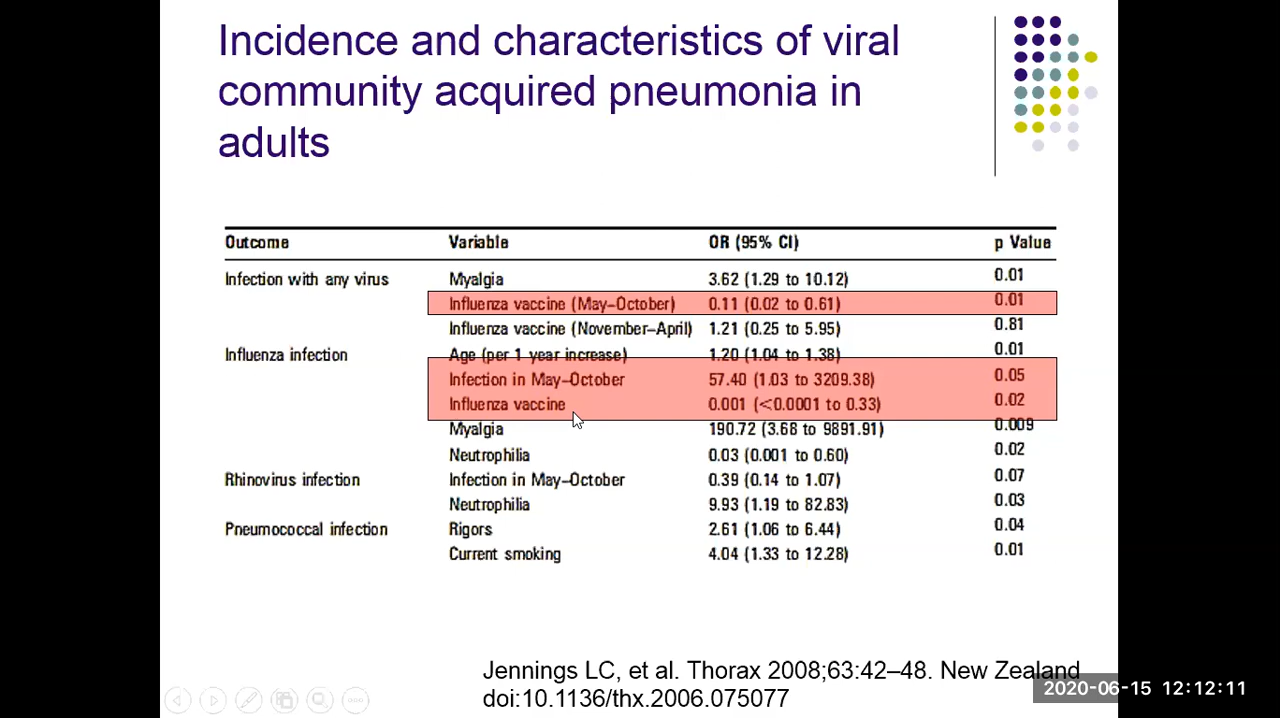 Incidence and characteristics of viral
community acquired pneumonia in
adults
Outcome Variable OR (95% CI) p Value
Infection with any virus Myalgia 3.62 (1.29 to 10.12) 0.01
Influenza vaccine (May–October) 0.11 (0.02 to 0.61) 0.01
Influenza vaccine (November–April) 1.21 (0.25 to 5.95) 0.81
Influenza infection Age (per 1 year increase) 1.20 (1.04 to 1.38) 0.01
Infection in May–October 57.40 (1.03 to 3209.38) 0.05
Influenza vaccine 0.001 (<0.0001 to 0.33) 0.02
Myalgia 190.72 (3.68 to 9891.91) 0.009
Neutrophilia 0.03 (0.001 to 0.60) 0.02
Rhinovirus infection Infection in May–October 0.39 (0.14 to 1.07) 0.07
Neutrophilia 9.93 (1.19 to 82.83) 0.03
Pneumococcal infection Rigors 2.61 (1.06 to 6.44) 0.04
Current smoking 4.04 (1.33 to 12.28) 0.01
Jennings LC, et al. Thorax 2008;63:42–48. New Zealand
doi:10.1136/thx.2006.075077
2020-06-15 12:12:11